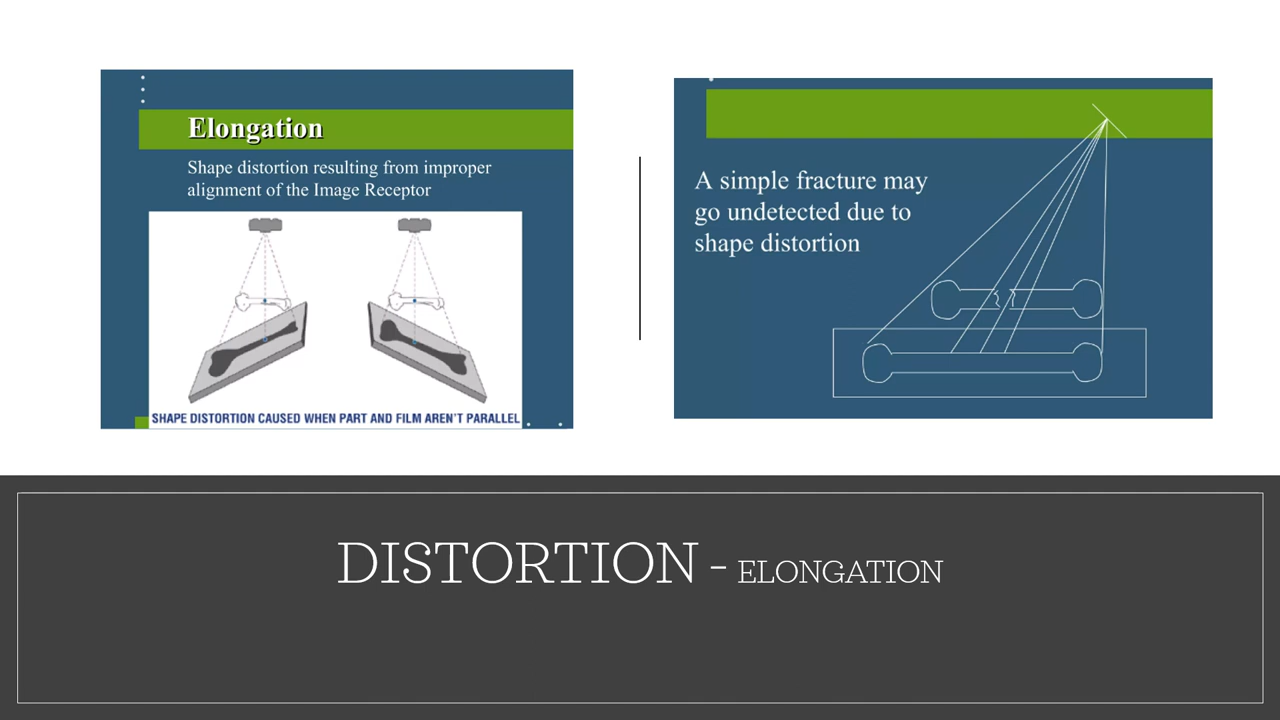 Elongation
Shape distortion resulting from improper
alignment of the Image Receptor
SHAPE DISTORTION CAUSED WHEN PART AND FILM AREN'T PARALLEL
A simple fracture may
go undetected due to
shape distortion
DISTORTION - ELONGATION